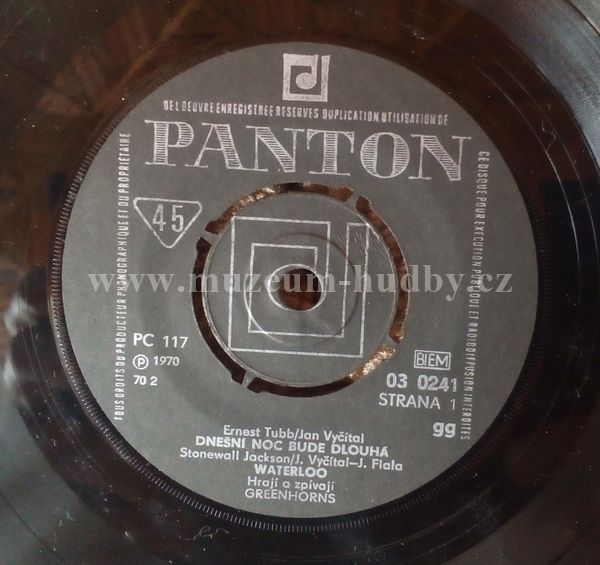 DE L'OEUVRE ENREGISTREE RESERVES DUPLICATION, UTILISATION DE
CE DISQUE POUR EXECUTION PUBLIQUE ET RADIODIFFUSION INTERDITES
TOUS DROITS DU PRODUCTEUR PHONOGRAPHIQUE ET DU PROPRIÉTAIRE
PANTON
45
www.muzeum-hudby.cz
PC 117
℗ 1970
70 2
BIEM
03 0241
STRANA 1
gg
Ernest Tubb/Jan Vyčítal
DNEŠNÍ NOC BUDE DLOUHÁ
Stonewall Jackson/J. Vyčítal–J. Fiala
WATERLOO
Hrají a zpívají
GREENHORNS